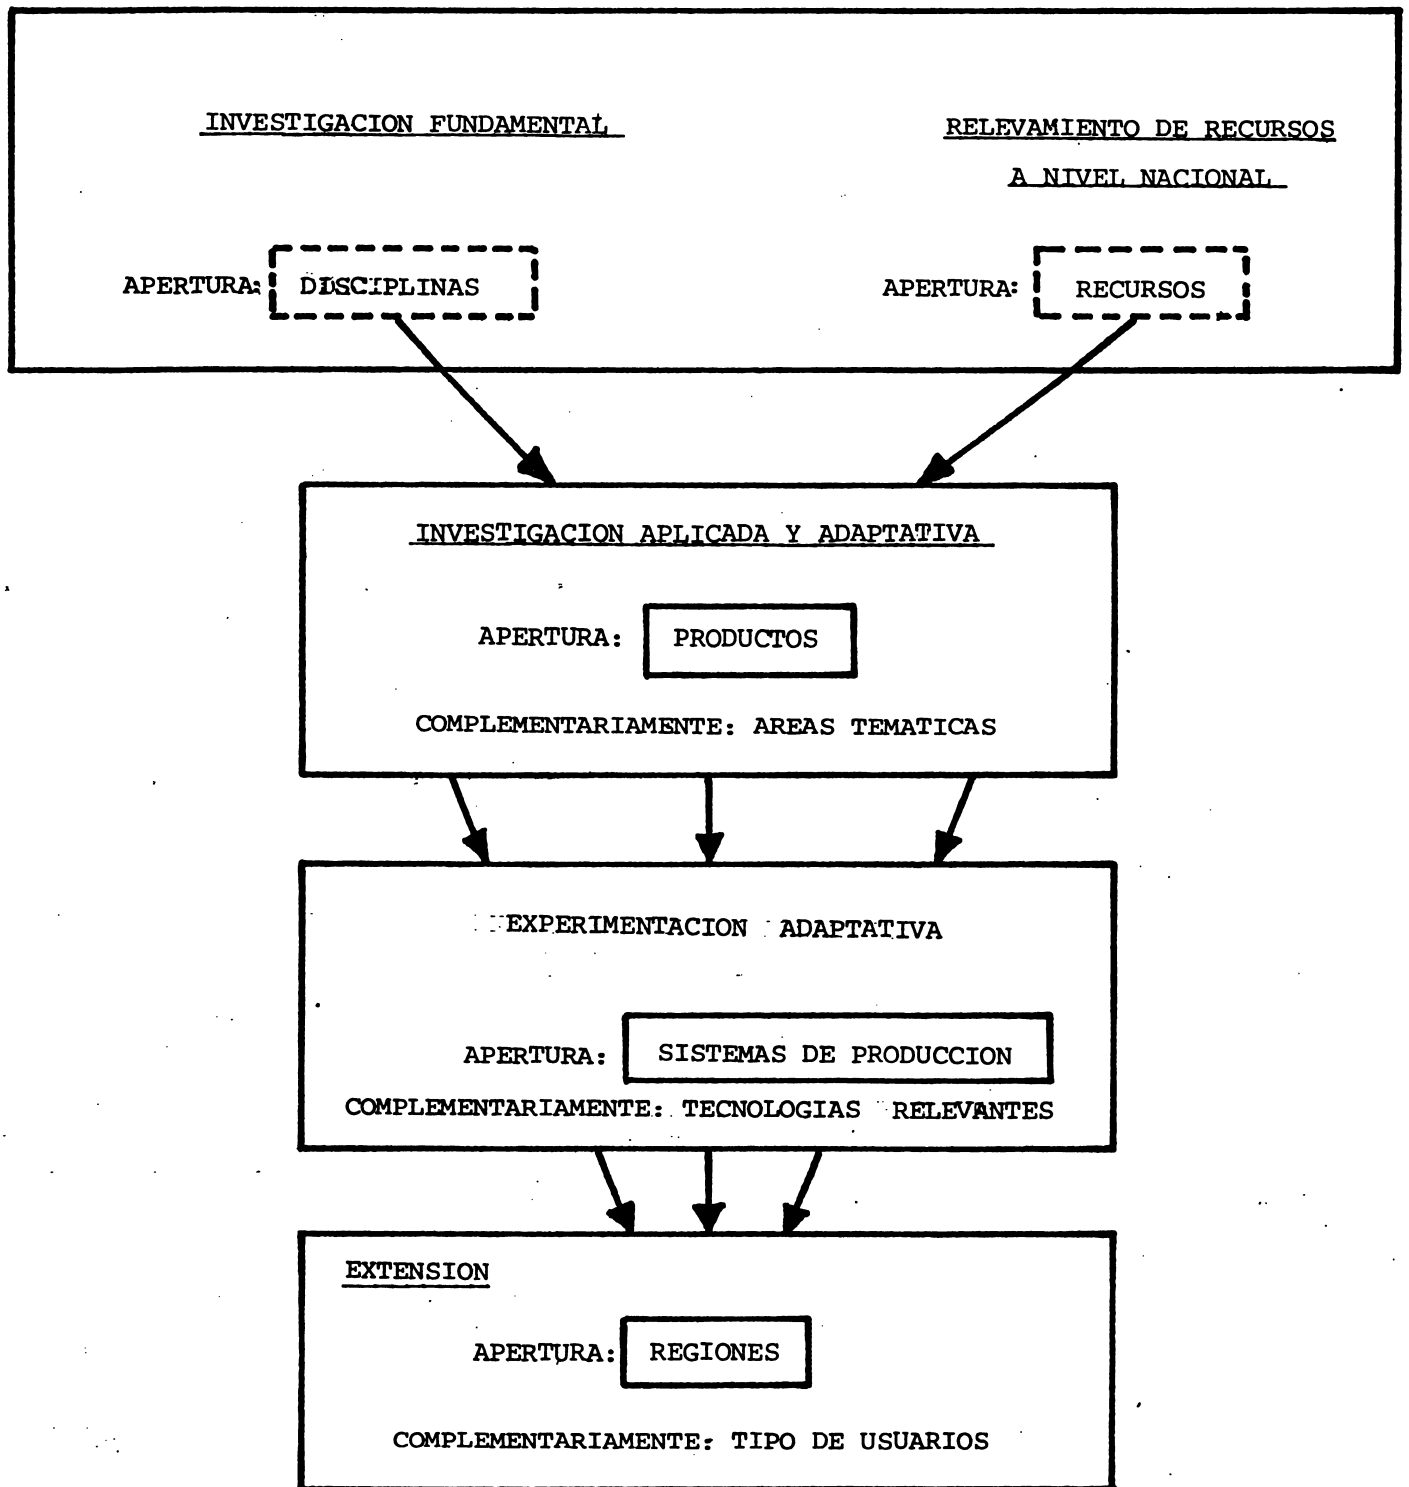 INVESTIGACION FUNDAMENTAL
RELEVAMIENTO DE RECURSOS
A NIVEL NACIONAL
APERTURA: DISCIPLINAS
APERTURA: RECURSOS
INVESTIGACION APLICADA Y ADAPTATIVA
APERTURA: PRODUCTOS
COMPLEMENTARIAMENTE: AREAS TEMATICAS
EXPERIMENTACION ADAPTATIVA
APERTURA: SISTEMAS DE PRODUCCION
COMPLEMENTARIAMENTE: TECNOLOGIAS RELEVANTES
EXTENSION
APERTURA: REGIONES
COMPLEMENTARIAMENTE: TIPO DE USUARIOS